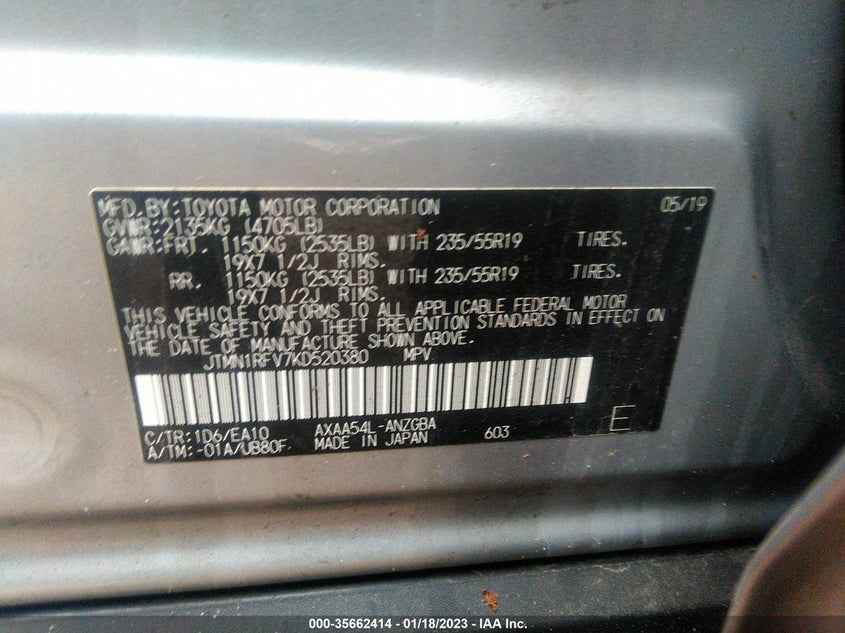 MFD. BY: TOYOTA MOTOR CORPORATION 05/19
GVWR: 2135KG (4705LB)
GAWR: FRT. 1150KG (2535LB) WITH 235/55R19 TIRES.
19X7 1/2J RIMS.
RR. 1150KG (2535LB) WITH 235/55R19 TIRES.
19X7 1/2J RIMS.
THIS VEHICLE CONFORMS TO ALL APPLICABLE FEDERAL MOTOR
VEHICLE SAFETY AND THEFT PREVENTION STANDARDS IN EFFECT ON
THE DATE OF MANUFACTURE SHOWN ABOVE.
JTMN1RFV7KD520380 MPV
C/TR: 1D6/EA10 AXAA54L-ANZGBA 603 E
A/TM: -01A/UB80F MADE IN JAPAN
000-35662414 - 01/18/2023 - IAA Inc.